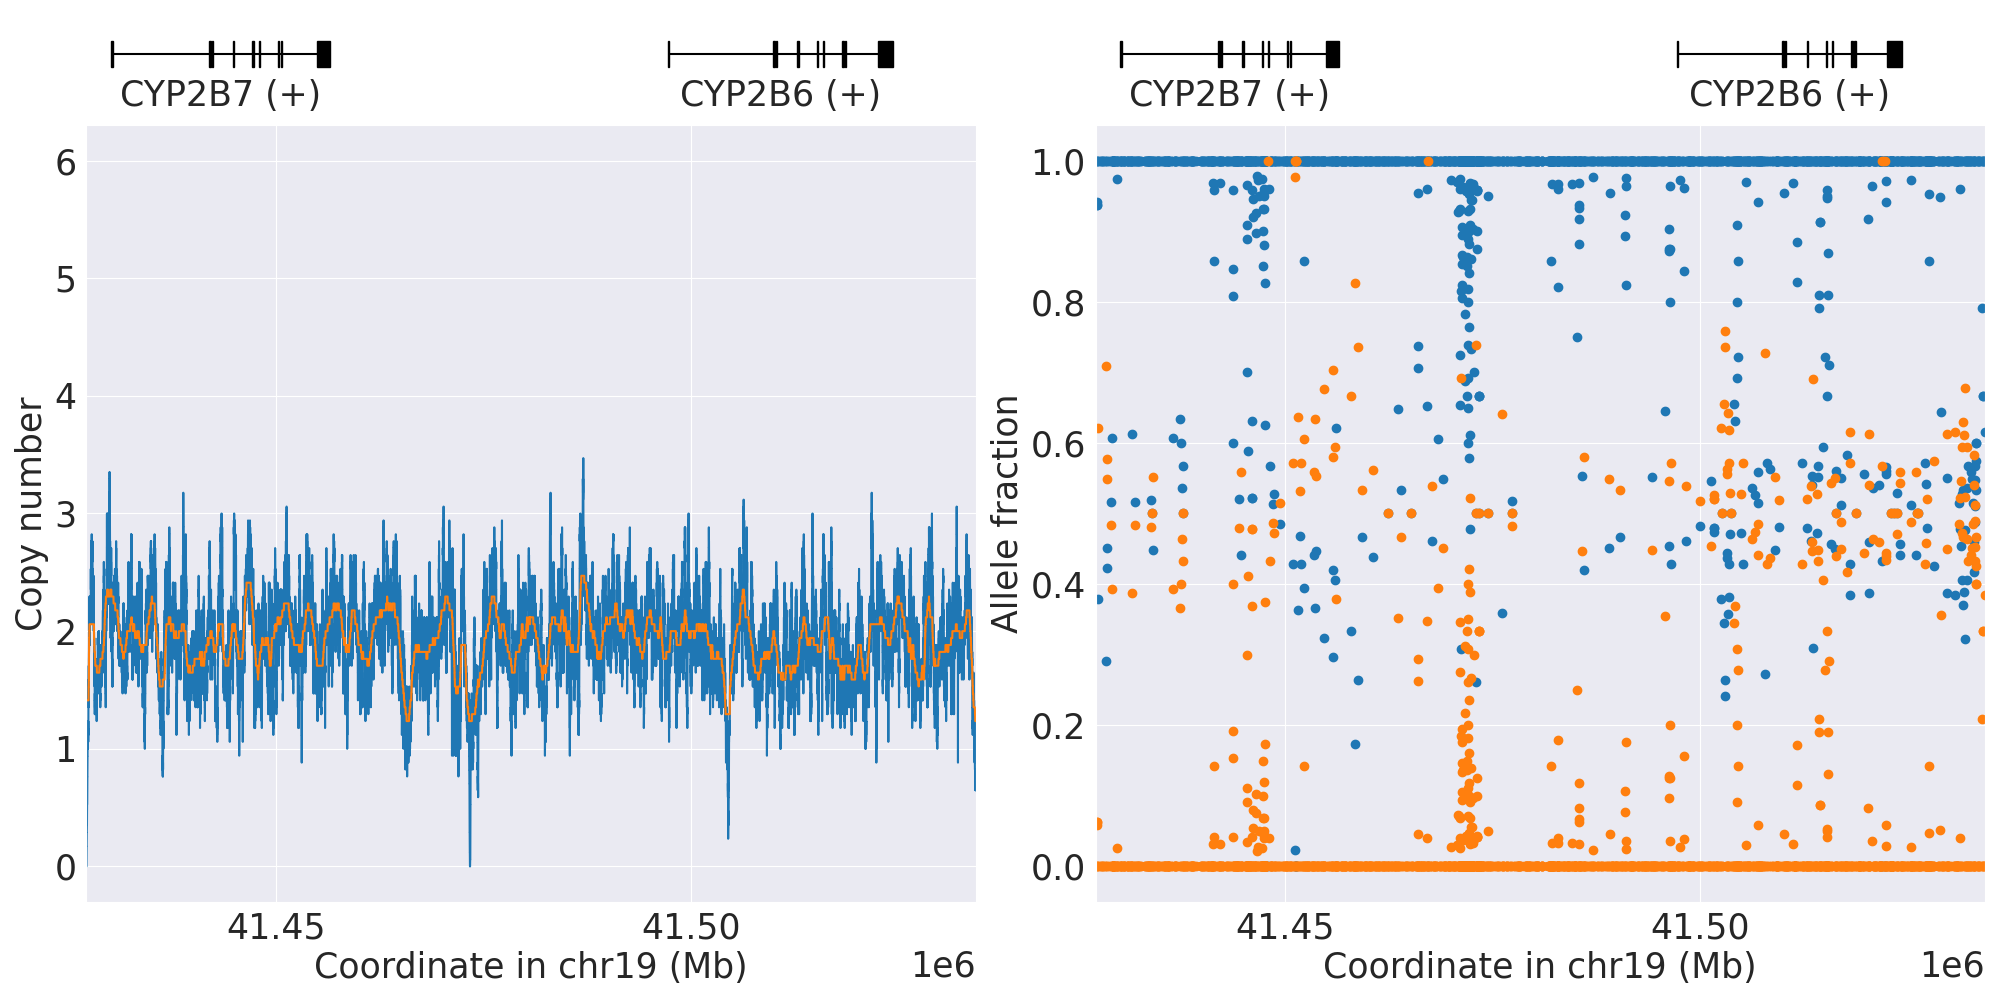 CYP2B7 (+) CYP2B6 (+)
CYP2B7 (+) CYP2B6 (+)
6
5
4
3
2
1
0
Copy number
41.45 41.50
Coordinate in chr19 (Mb) 1e6
1.0
0.8
0.6
0.4
0.2
0.0
Allele fraction
41.45 41.50
Coordinate in chr19 (Mb) 1e6